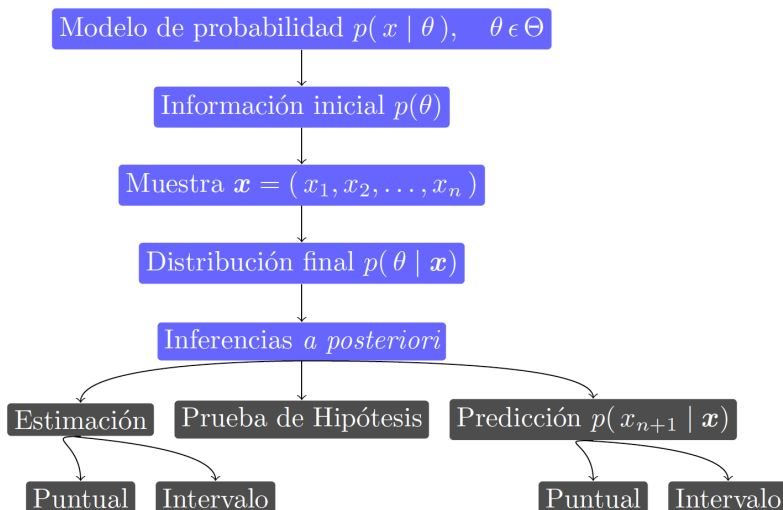 Modelo de probabilidad p( x | θ ), θ ϵ Θ
Información inicial p(θ)
Muestra x = ( x₁, x₂, . . . , xₙ )
Distribución final p( θ | x)
Inferencias a posteriori
Estimación
Prueba de Hipótesis
Predicción p( xₙ₊₁ | x)
Puntual
Intervalo
Puntual
Intervalo